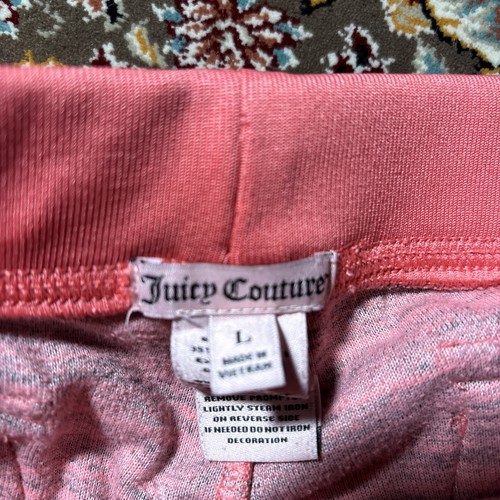 Juicy Couture
L
MADE IN
VIETNAM
REMOVE PROMPTLY
LIGHTLY STEAM IRON
ON REVERSE SIDE
IF NEEDED DO NOT IRON
DECORATION